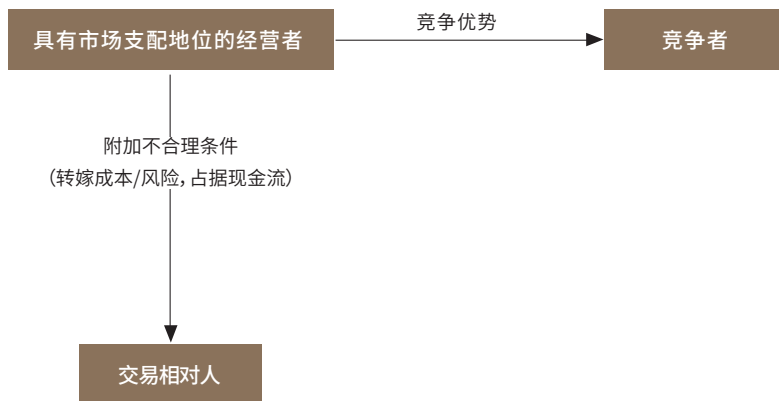 具有市场支配地位的经营者
竞争优势
竞争者
附加不合理条件
(转嫁成本/风险,占据现金流)
交易相对人